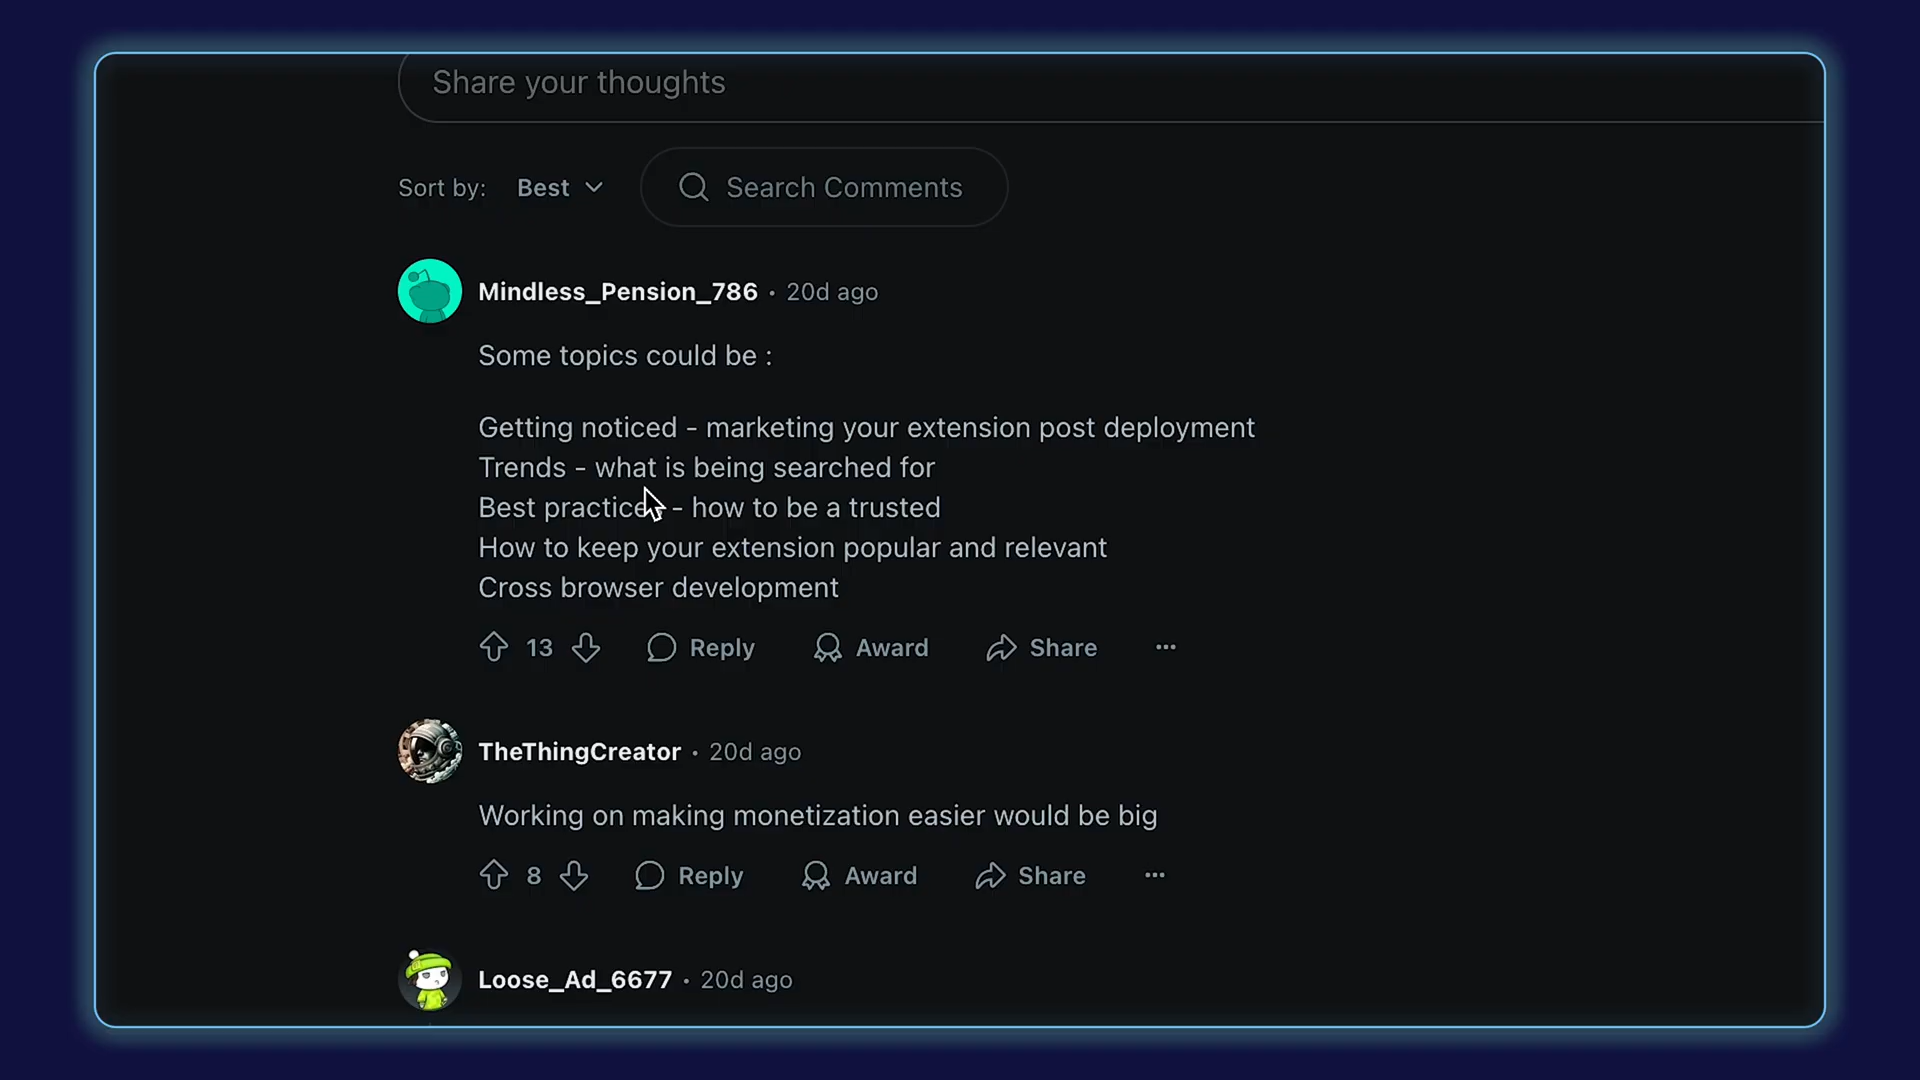 Share your thoughts
Sort by: Best
Search Comments
Mindless_Pension_786 • 20d ago
Some topics could be :
Getting noticed - marketing your extension post deployment
Trends - what is being searched for
Best practices - how to be a trusted
How to keep your extension popular and relevant
Cross browser development
13 Reply Award Share ...
TheThingCreator • 20d ago
Working on making monetization easier would be big
8 Reply Award Share ...
Loose_Ad_6677 • 20d ago